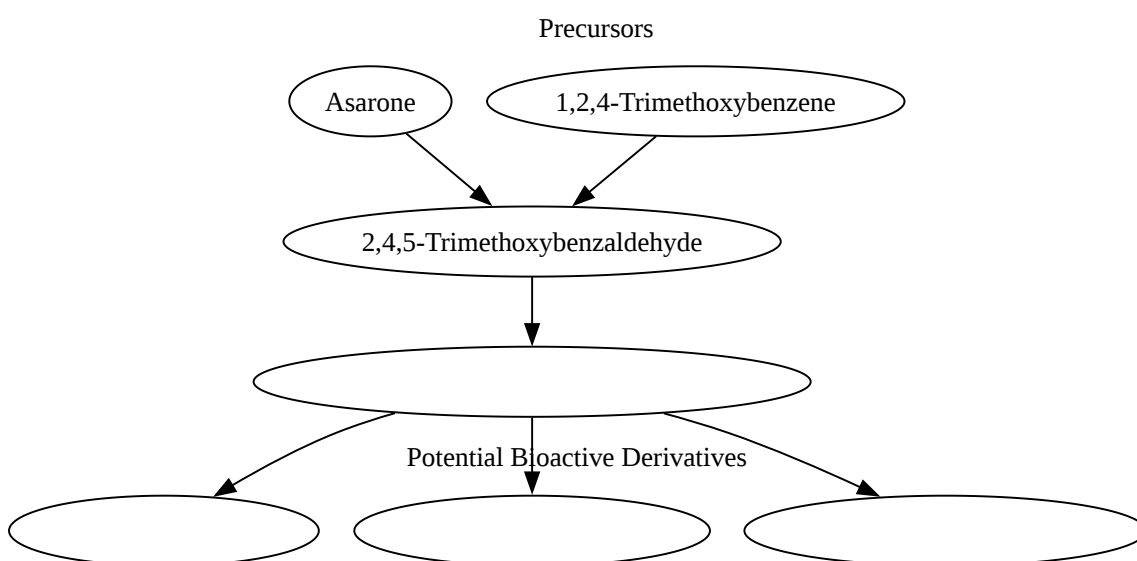 Precursors
Asarone
1,2,4-Trimethoxybenzene
2,4,5-Trimethoxybenzaldehyde
Potential Bioactive Derivatives